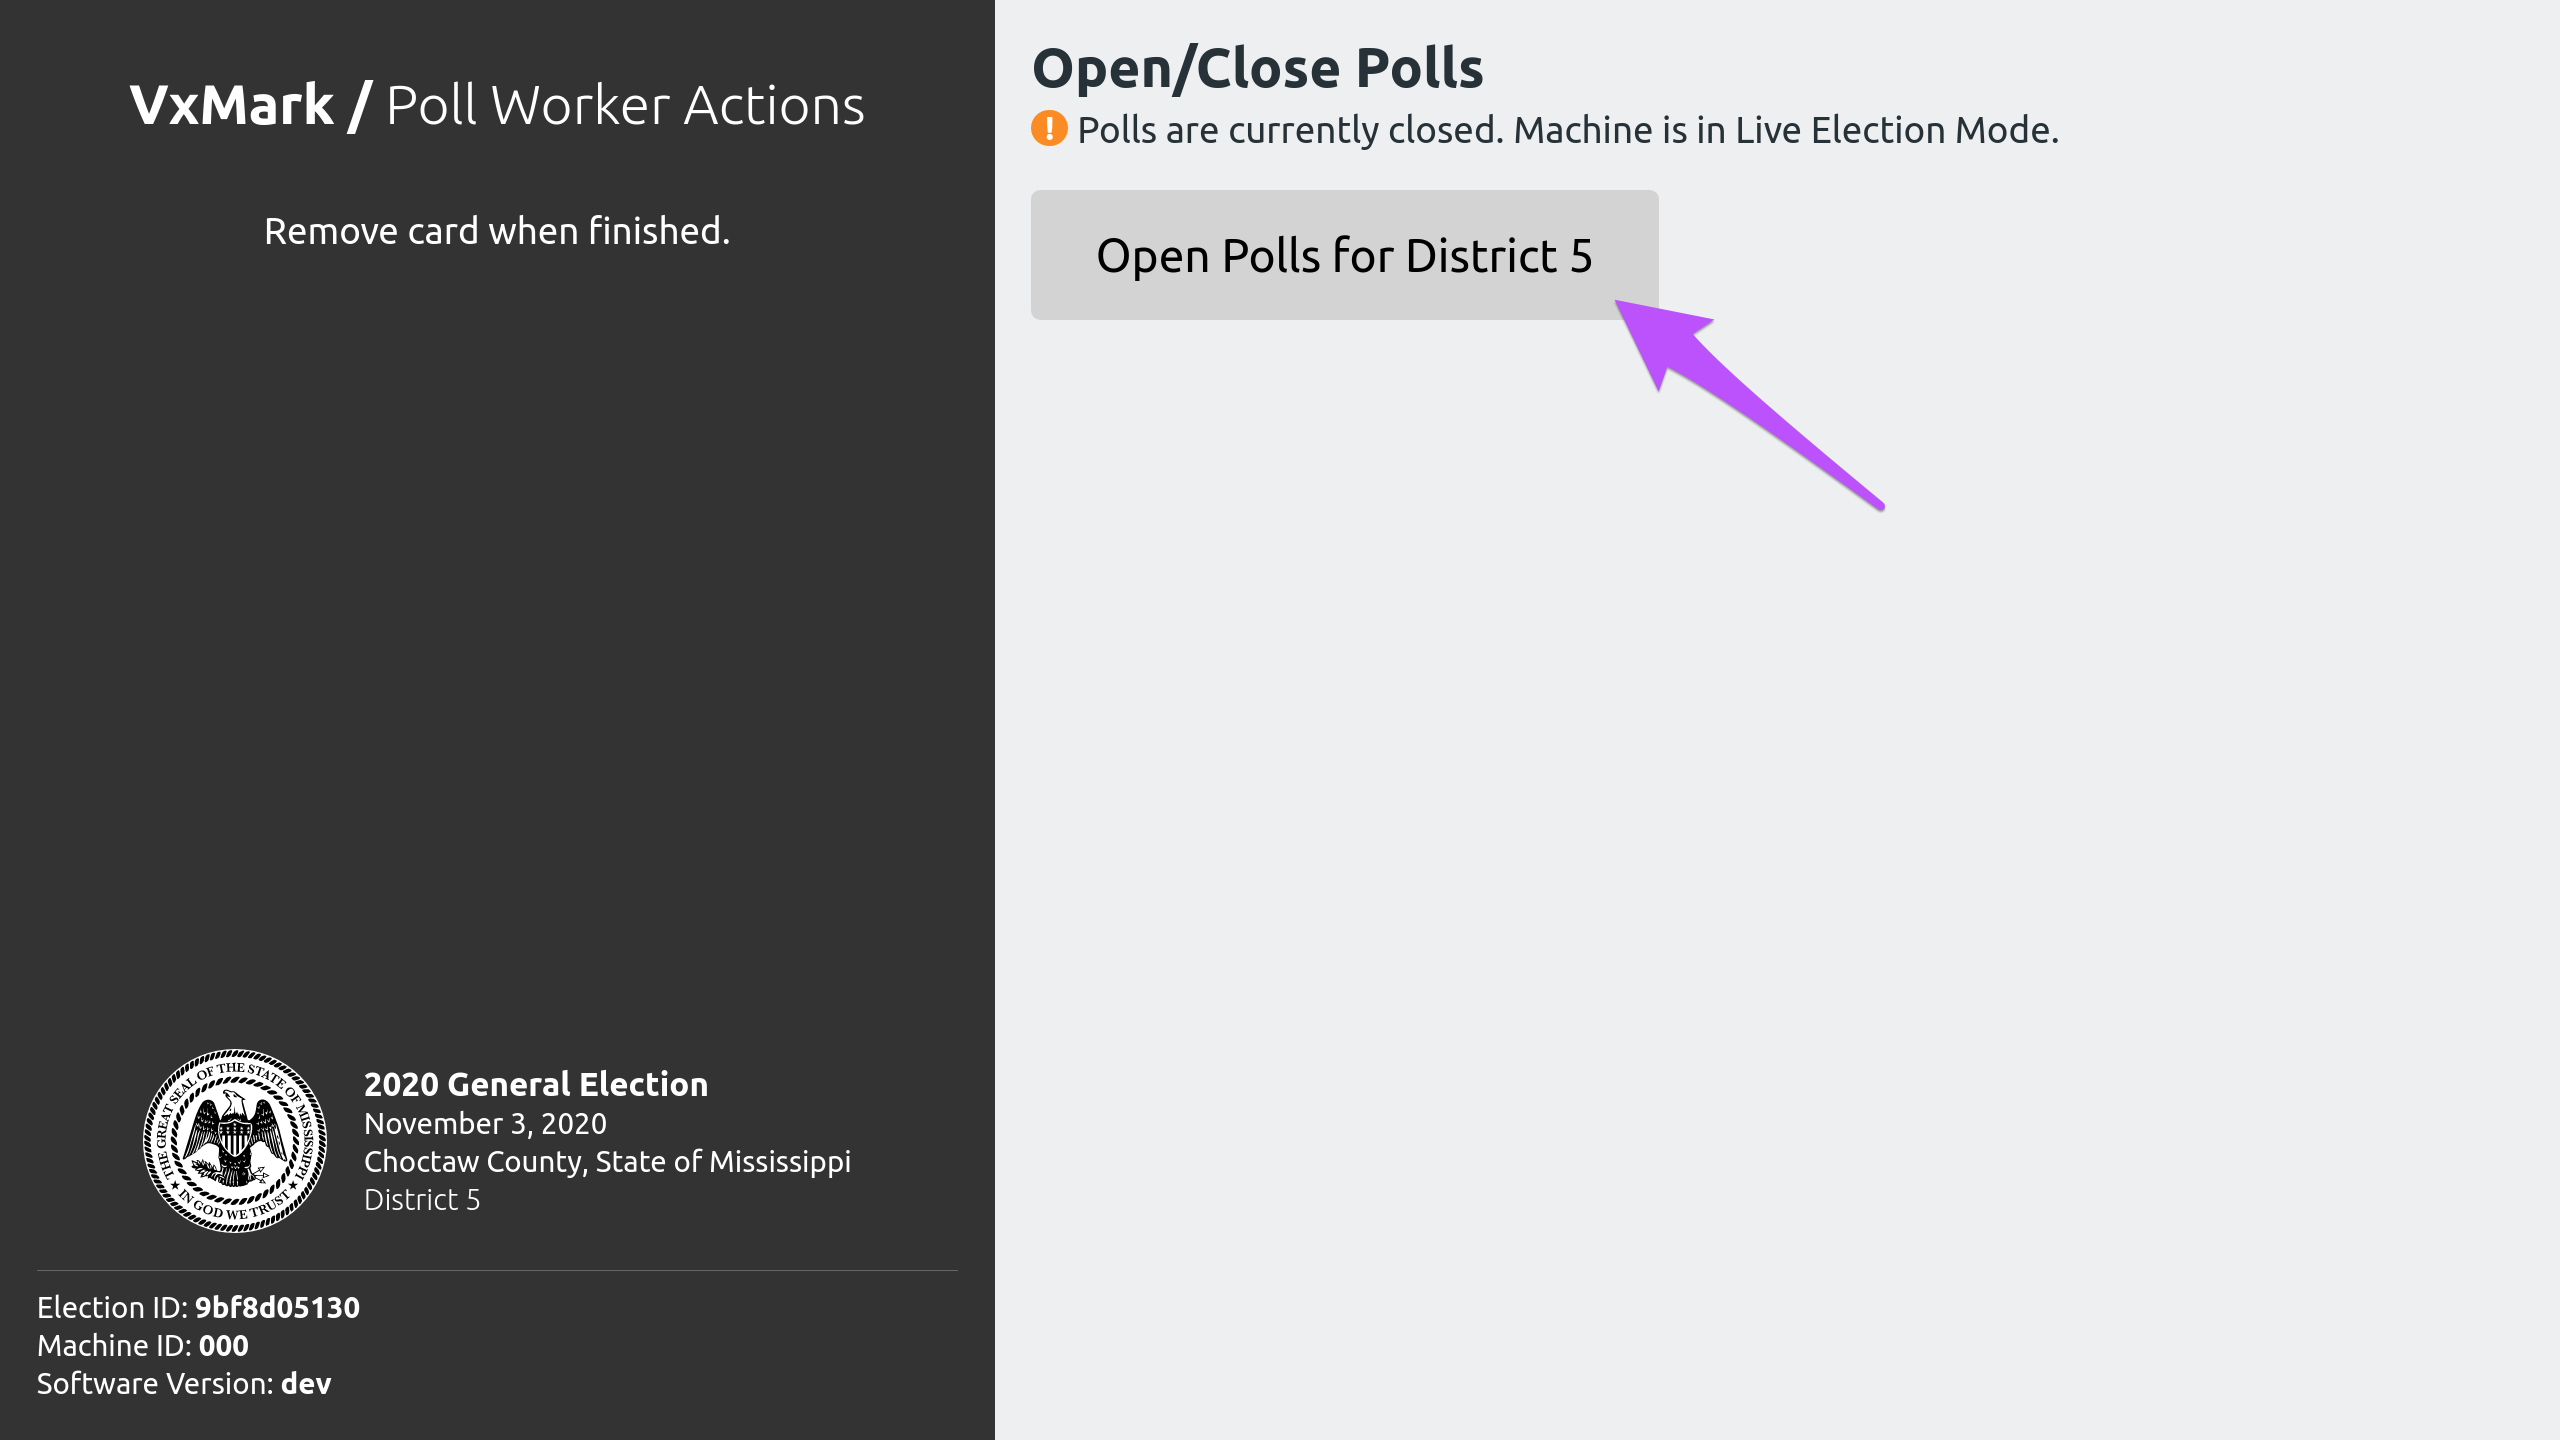 VxMark / Poll Worker Actions
Remove card when finished.
THE GREAT SEAL OF THE STATE OF MISSISSIPPI
IN GOD WE TRUST
2020 General Election
November 3, 2020
Choctaw County, State of Mississippi
District 5
Election ID: 9bf8d05130
Machine ID: 000
Software Version: dev
Open/Close Polls
! Polls are currently closed. Machine is in Live Election Mode.
Open Polls for District 5